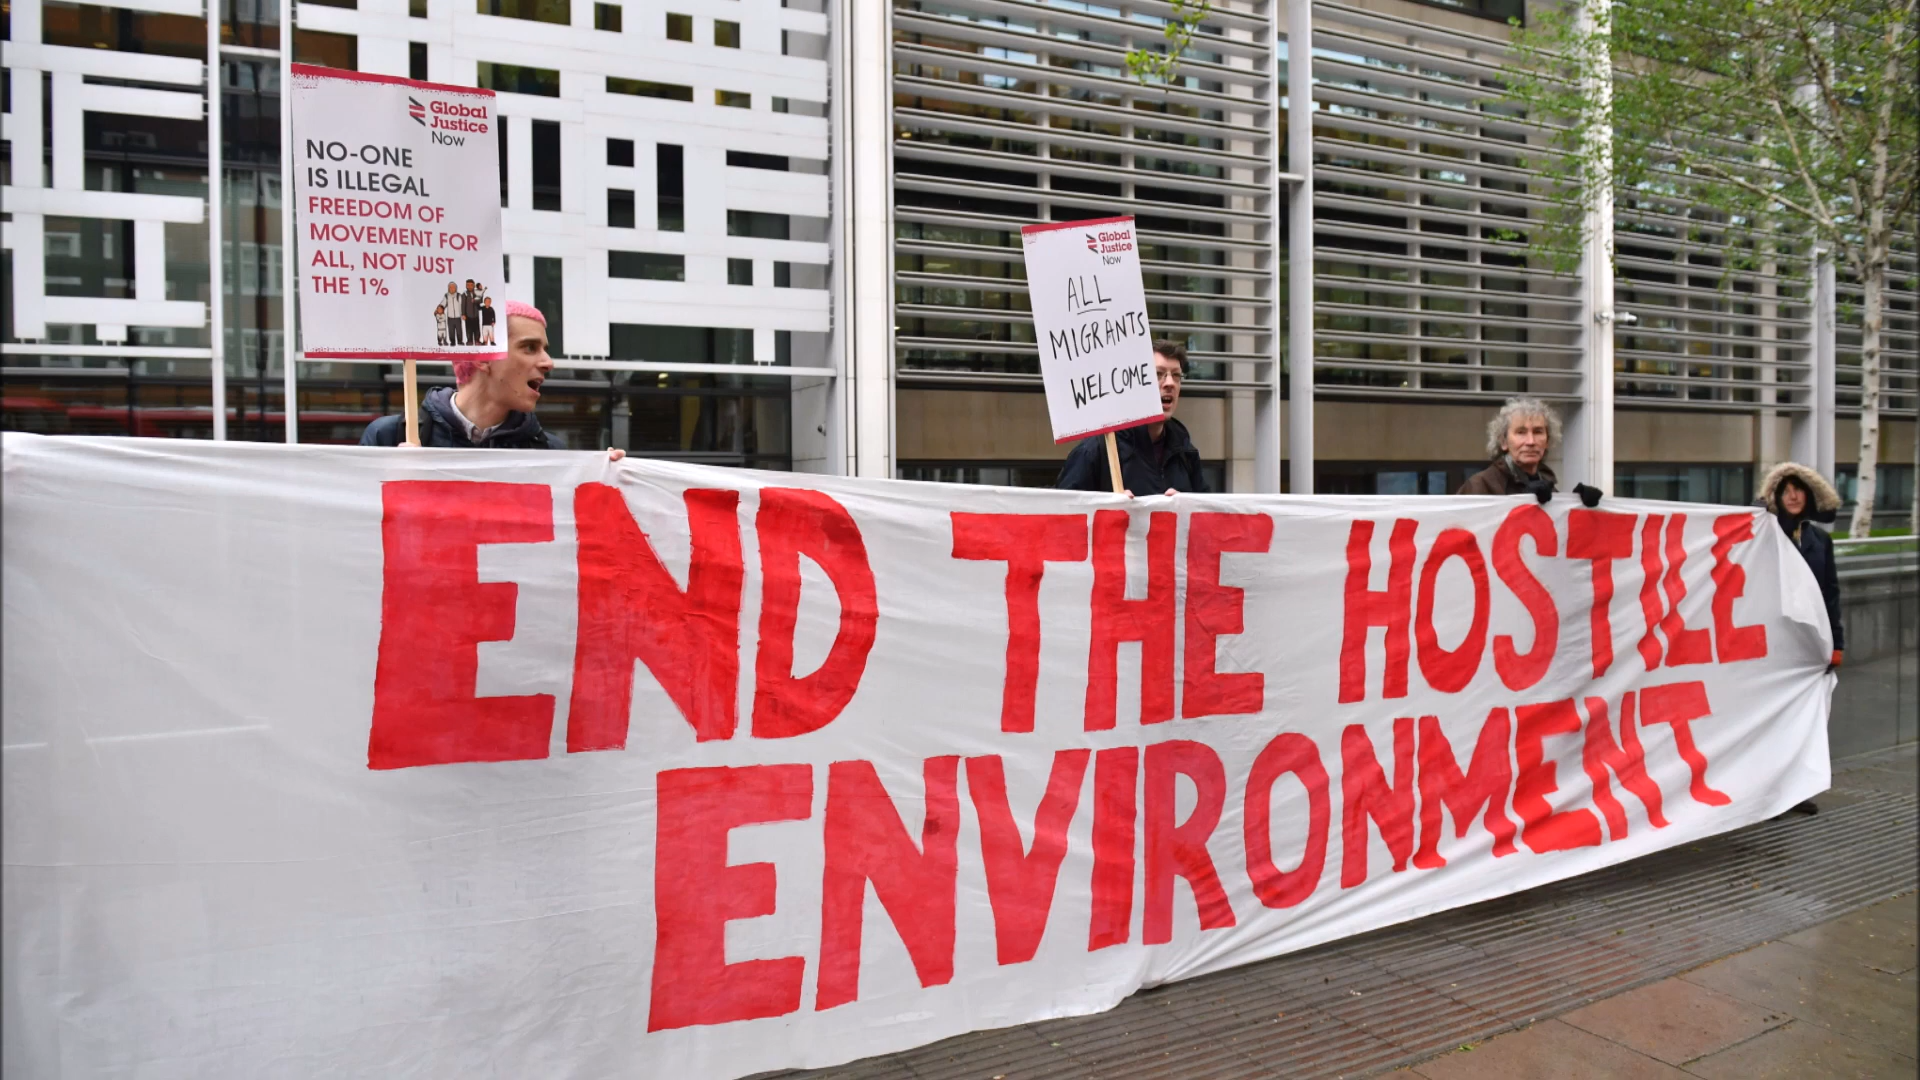 Global
Justice
Now
NO-ONE
IS ILLEGAL
FREEDOM OF
MOVEMENT FOR
ALL, NOT JUST
THE 1%
Global
Justice
Now
ALL
MIGRANTS
WELCOME
END THE HOSTILE
ENVIRONMENT